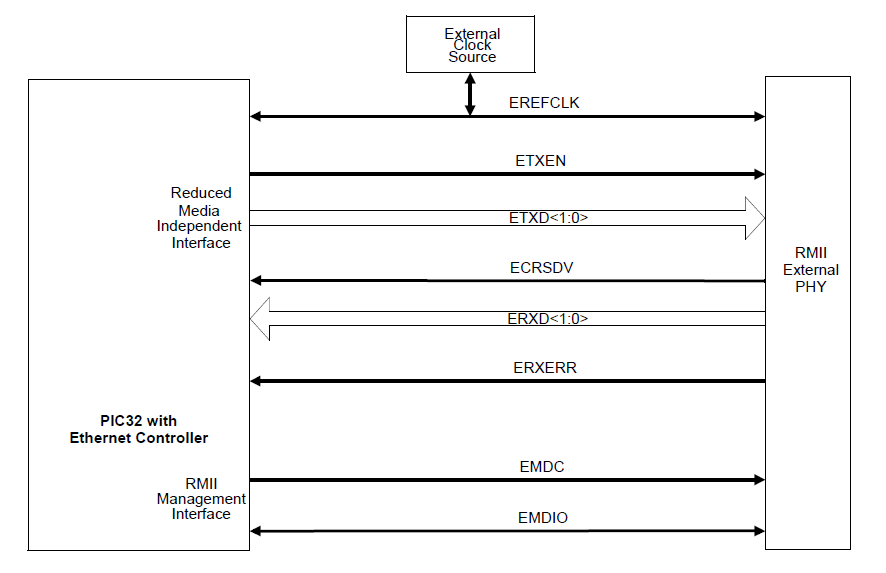 External
Clock
Source
EREFCLK
ETXEN
Reduced
Media
Independent
Interface
ETXD<1:0>
ECRSDV
RMII
External
PHY
ERXD<1:0>
ERXERR
PIC32 with
Ethernet Controller
EMDC
RMII
Management
Interface
EMDIO